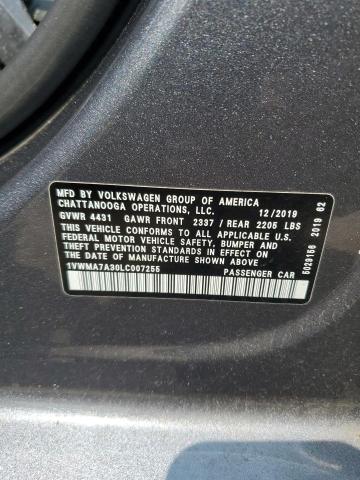 MFD BY VOLKSWAGEN GROUP OF AMERICA
CHATTANOOGA OPERATIONS, LLC. 12/2019
GVWR 4431 GAWR FRONT 2337 / REAR 2205 LBS
THIS VEHICLE CONFORMS TO ALL APPLICABLE U.S.
FEDERAL MOTOR VEHICLE SAFETY, BUMPER AND
THEFT PREVENTION STANDARDS IN EFFECT ON
THE DATE OF MANUFACTURE SHOWN ABOVE
1VWMA7A30LC007255 PASSENGER CAR
5029156 2019 62